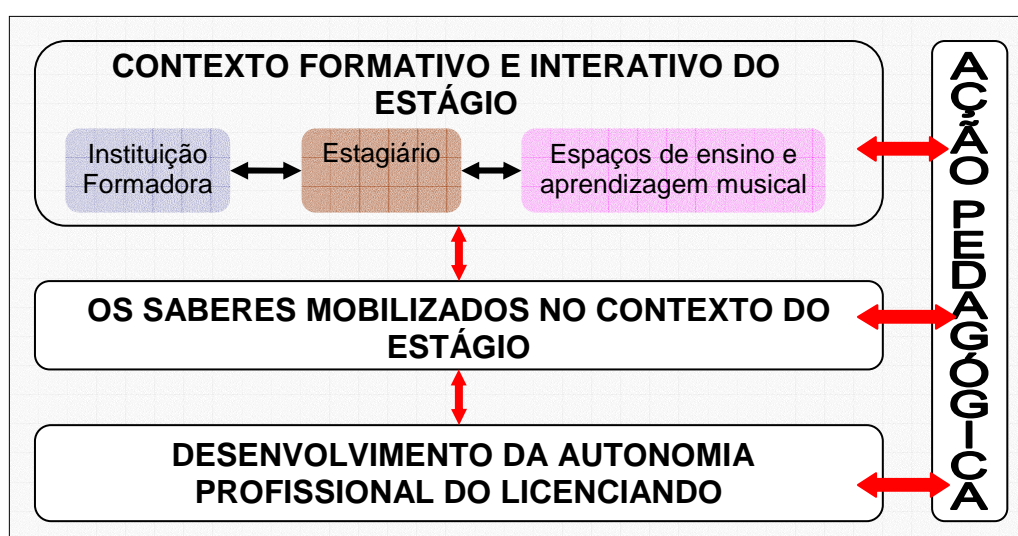 CONTEXTO FORMATIVO E INTERATIVO DO
ESTÁGIO
Instituição
Formadora
Estagiário
Espaços de ensino e
aprendizagem musical
OS SABERES MOBILIZADOS NO CONTEXTO DO
ESTÁGIO
DESENVOLVIMENTO DA AUTONOMIA
PROFISSIONAL DO LICENCIANDO
AÇÃO PEDAGÓGICA